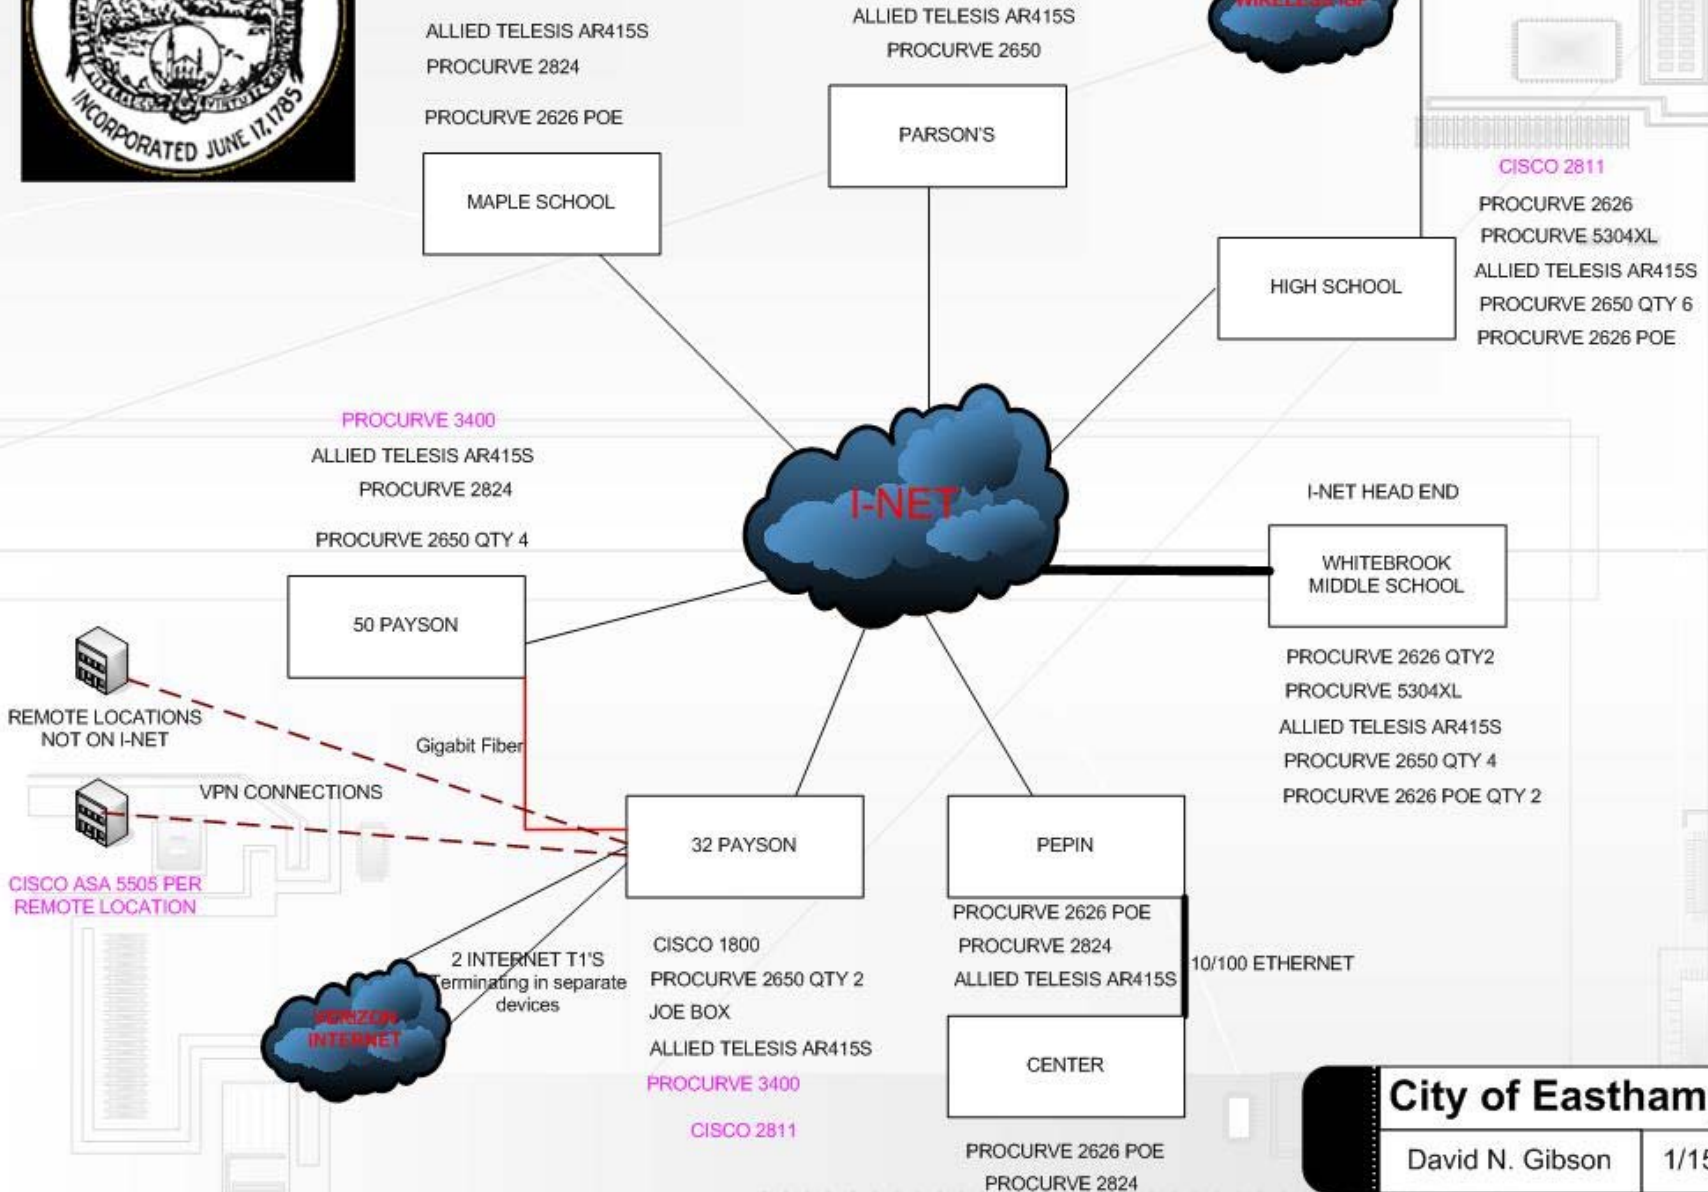 INCORPORATED JUNE 17, 1785
ALLIED TELESIS AR415S
PROCURVE 2824
PROCURVE 2626 POE
MAPLE SCHOOL
ALLIED TELESIS AR415S
PROCURVE 2650
PARSON'S
WIRELESS ISP
CISCO 2811
PROCURVE 2626
PROCURVE 5304XL
ALLIED TELESIS AR415S
PROCURVE 2650 QTY 6
PROCURVE 2626 POE
HIGH SCHOOL
PROCURVE 3400
ALLIED TELESIS AR415S
PROCURVE 2824
PROCURVE 2650 QTY 4
50 PAYSON
I-NET
I-NET HEAD END
WHITEBROOK
MIDDLE SCHOOL
PROCURVE 2626 QTY2
PROCURVE 5304XL
ALLIED TELESIS AR415S
PROCURVE 2650 QTY 4
PROCURVE 2626 POE QTY 2
REMOTE LOCATIONS
NOT ON I-NET
Gigabit Fiber
VPN CONNECTIONS
CISCO ASA 5505 PER
REMOTE LOCATION
32 PAYSON
PEPIN
2 INTERNET T1'S
Terminating in separate
devices
VERIZON
INTERNET
CISCO 1800
PROCURVE 2650 QTY 2
JOE BOX
ALLIED TELESIS AR415S
PROCURVE 3400
CISCO 2811
PROCURVE 2626 POE
PROCURVE 2824
ALLIED TELESIS AR415S
10/100 ETHERNET
CENTER
PROCURVE 2626 POE
PROCURVE 2824
City of Eastham
David N. Gibson
1/15